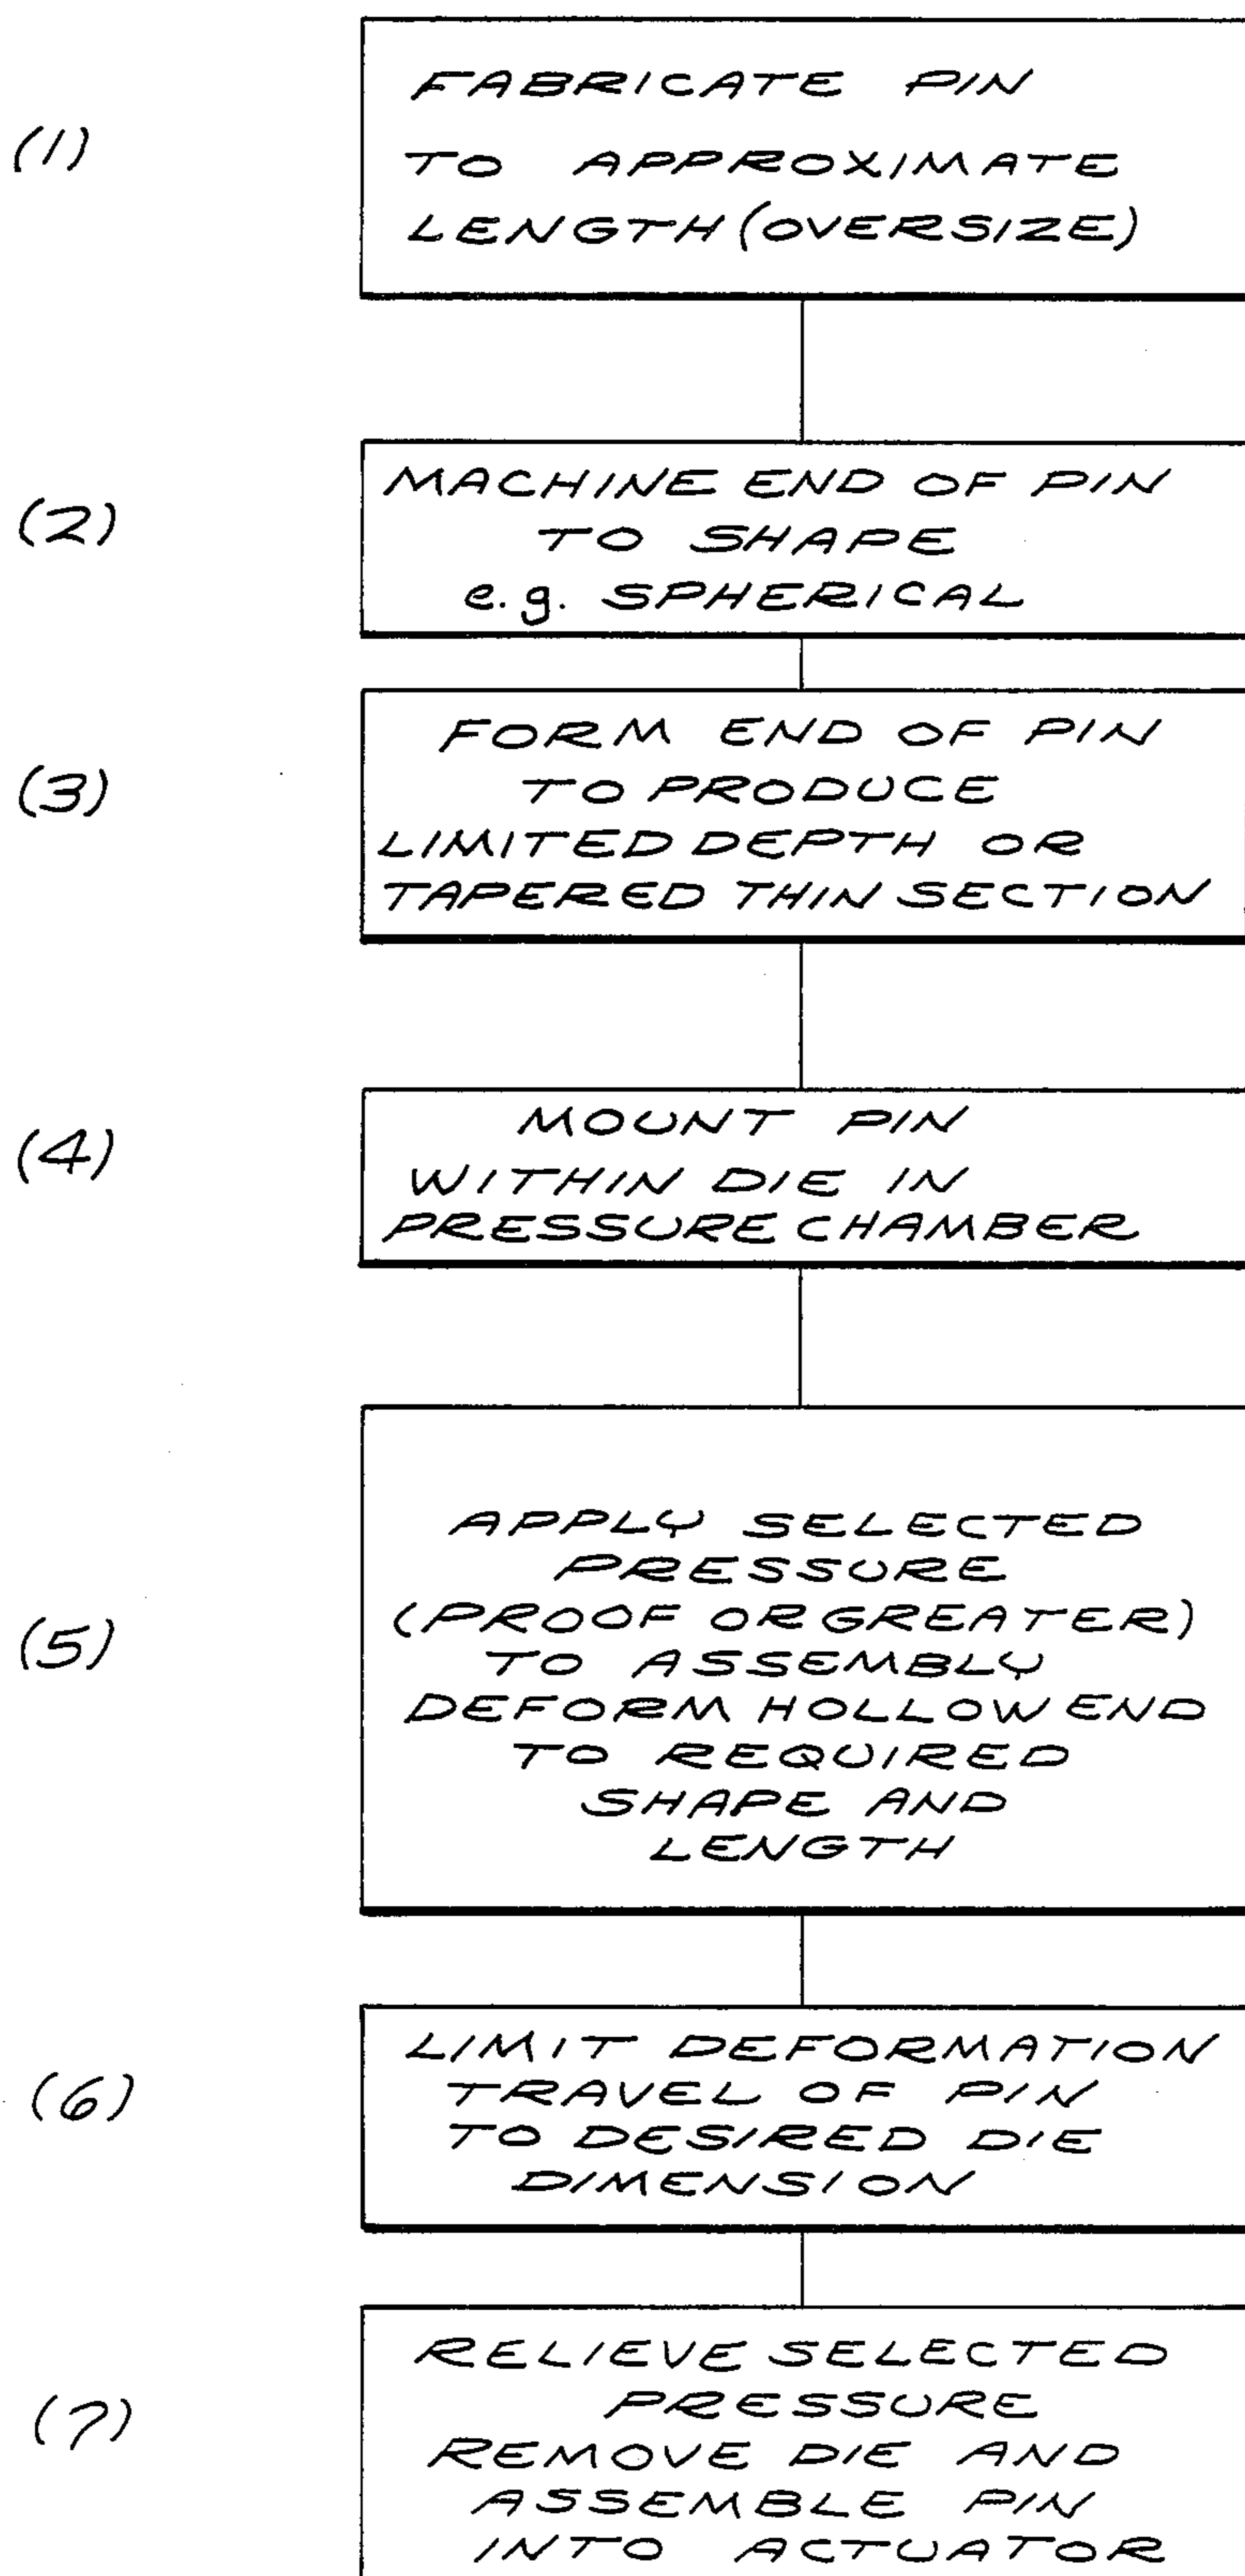 (1)
FABRICATE PIN
TO APPROXIMATE
LENGTH (OVERSIZE)
(2)
MACHINE END OF PIN
TO SHAPE
e.g. SPHERICAL
(3)
FORM END OF PIN
TO PRODUCE
LIMITED DEPTH OR
TAPERED THIN SECTION
(4)
MOUNT PIN
WITHIN DIE IN
PRESSURE CHAMBER
(5)
APPLY SELECTED
PRESSURE
(PROOF OR GREATER)
TO ASSEMBLY
DEFORM HOLLOW END
TO REQUIRED
SHAPE AND
LENGTH
(6)
LIMIT DEFORMATION
TRAVEL OF PIN
TO DESIRED DIE
DIMENSION
(7)
RELIEVE SELECTED
PRESSURE
REMOVE DIE AND
ASSEMBLE PIN
INTO ACTUATOR